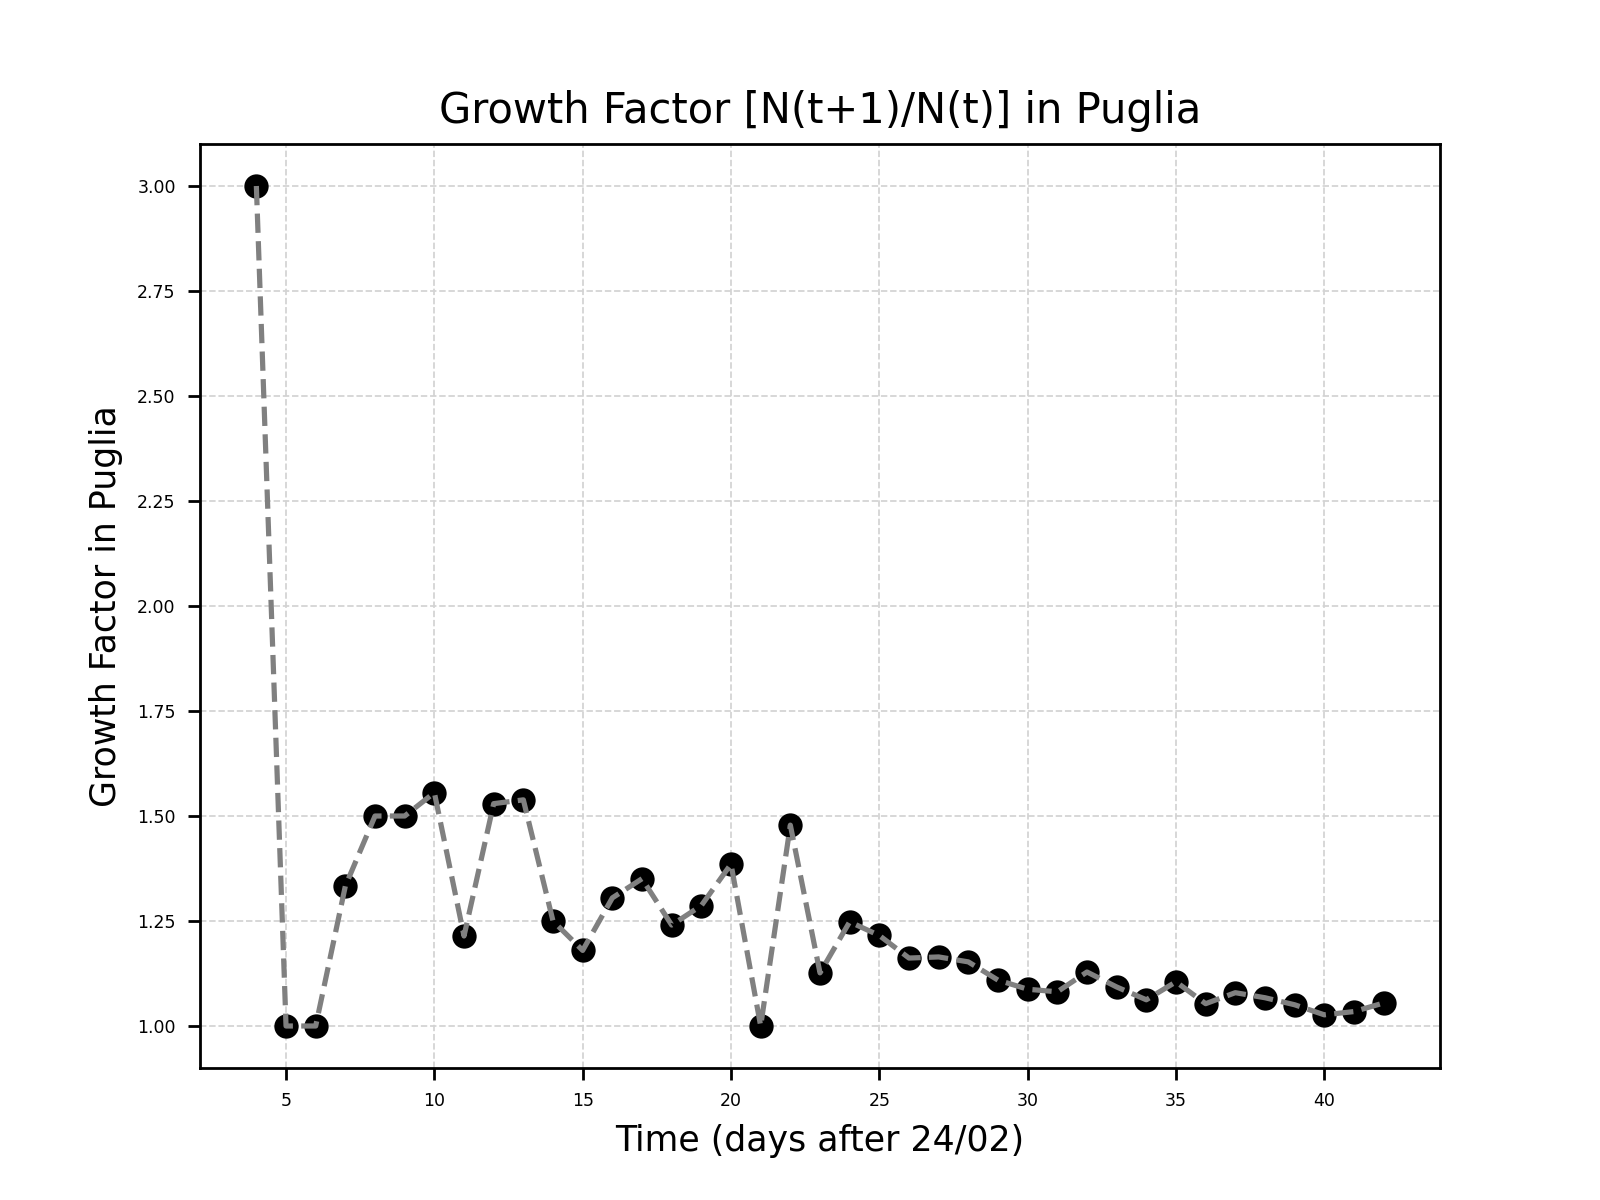 Growth Factor [N(t+1)/N(t)] in Puglia
Growth Factor in Puglia
3.00
2.75
2.50
2.25
2.00
1.75
1.50
1.25
1.00
5 10 15 20 25 30 35 40
Time (days after 24/02)